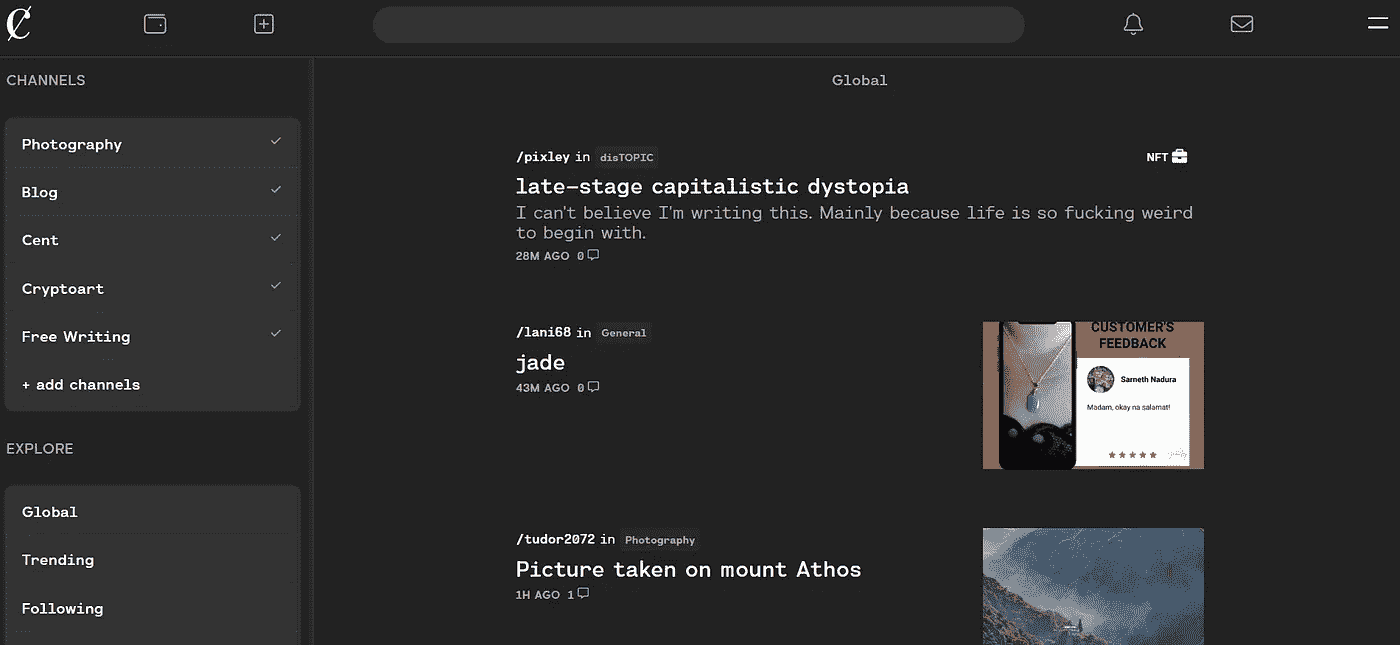 ₡
CHANNELS
Photography
Blog
Cent
Cryptoart
Free Writing
+ add channels
EXPLORE
Global
Trending
Following
Global
/pixley in disTOPIC
NFT
late-stage capitalistic dystopia
I can't believe I'm writing this. Mainly because life is so fucking weird
to begin with.
28M AGO 0
/lani68 in General
jade
43M AGO 0
CUSTOMER'S
FEEDBACK
Sarneth Nadura
Madam, okay na salamat!
/tudor2072 in Photography
Picture taken on mount Athos
1H AGO 1